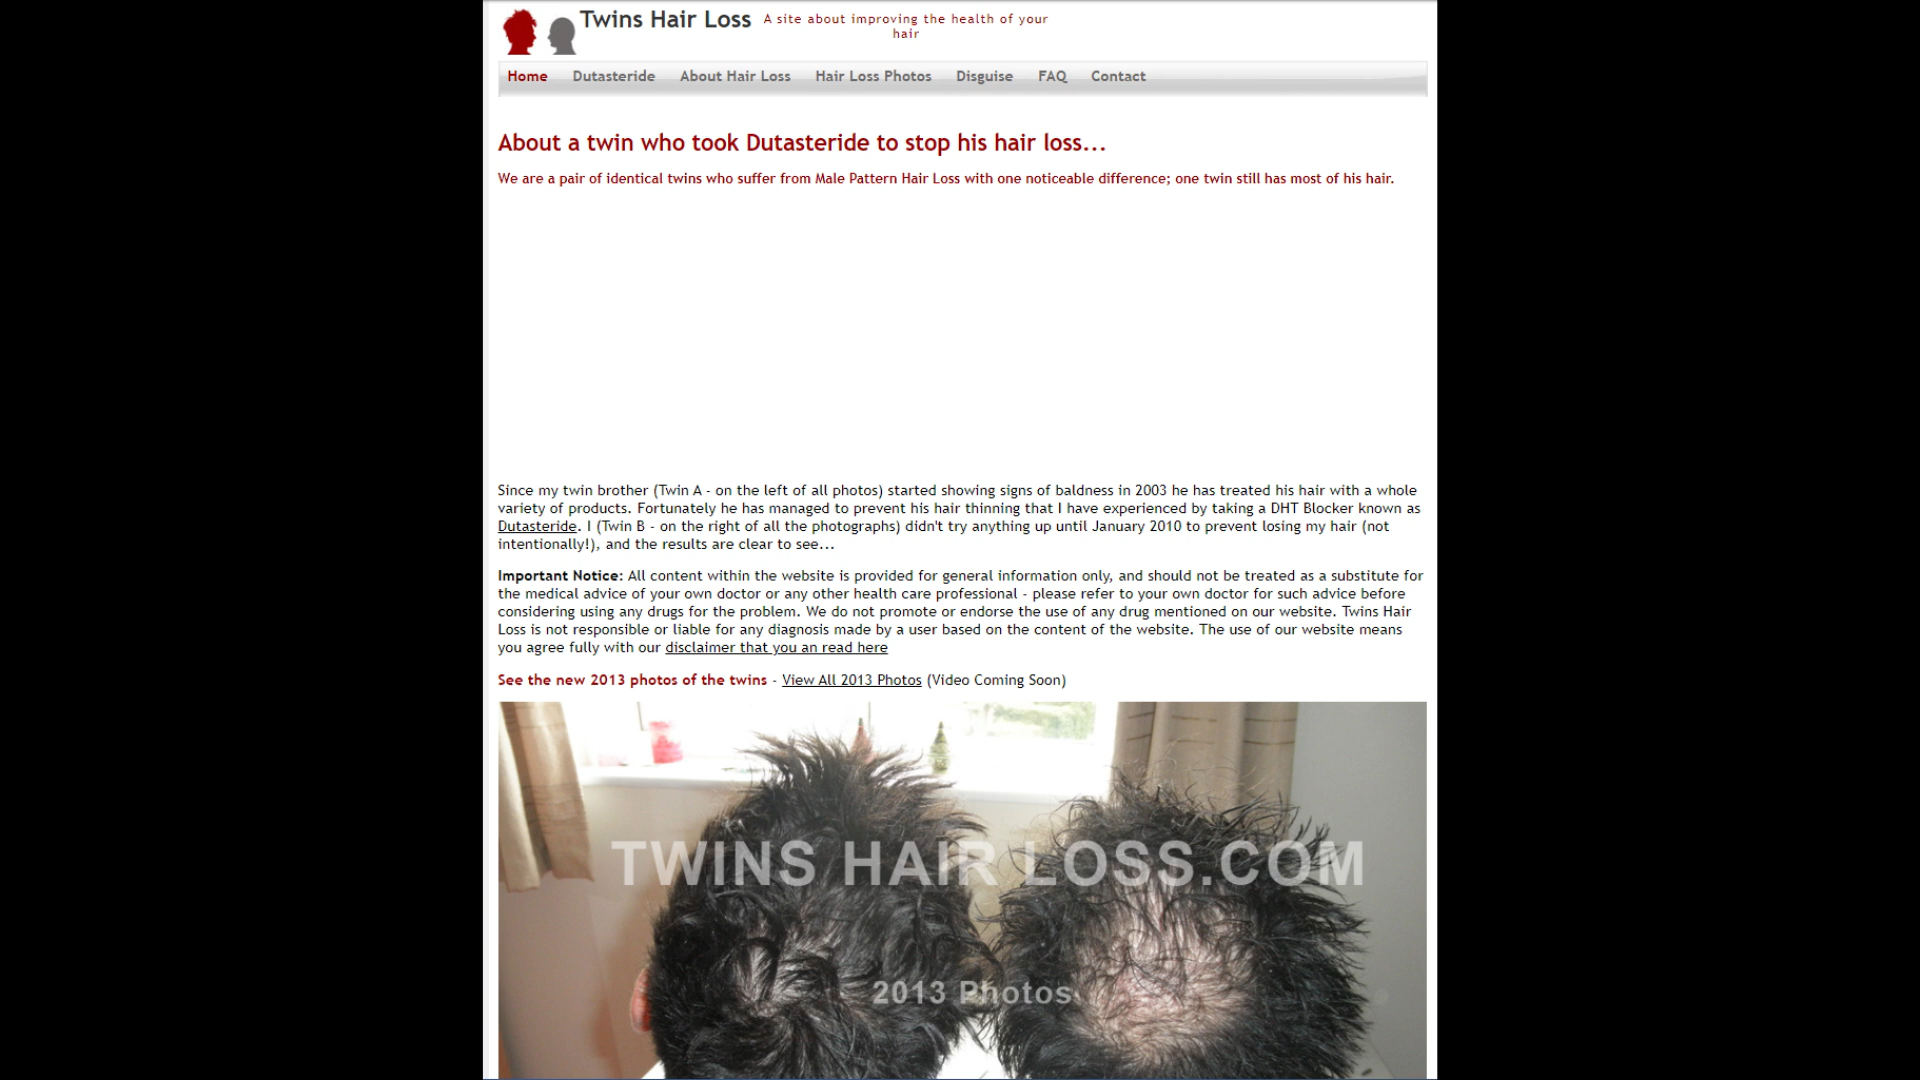 Twins Hair Loss
A site about improving the health of your
hair
Home Dutasteride About Hair Loss Hair Loss Photos Disguise FAQ Contact
About a twin who took Dutasteride to stop his hair loss...
We are a pair of identical twins who suffer from Male Pattern Hair Loss with one noticeable difference; one twin still has most of his hair.
Since my twin brother (Twin A - on the left of all photos) started showing signs of baldness in 2003 he has treated his hair with a whole
variety of products. Fortunately he has managed to prevent his hair thinning that I have experienced by taking a DHT Blocker known as
Dutasteride. I (Twin B - on the right of all the photographs) didn't try anything up until January 2010 to prevent losing my hair (not
intentionally!), and the results are clear to see...
Important Notice: All content within the website is provided for general information only, and should not be treated as a substitute for
the medical advice of your own doctor or any other health care professional - please refer to your own doctor for such advice before
considering using any drugs for the problem. We do not promote or endorse the use of any drug mentioned on our website. Twins Hair
Loss is not responsible or liable for any diagnosis made by a user based on the content of the website. The use of our website means
you agree fully with our disclaimer that you an read here
See the new 2013 photos of the twins - View All 2013 Photos (Video Coming Soon)
TWINS HAIR LOSS.COM
2013 Photos